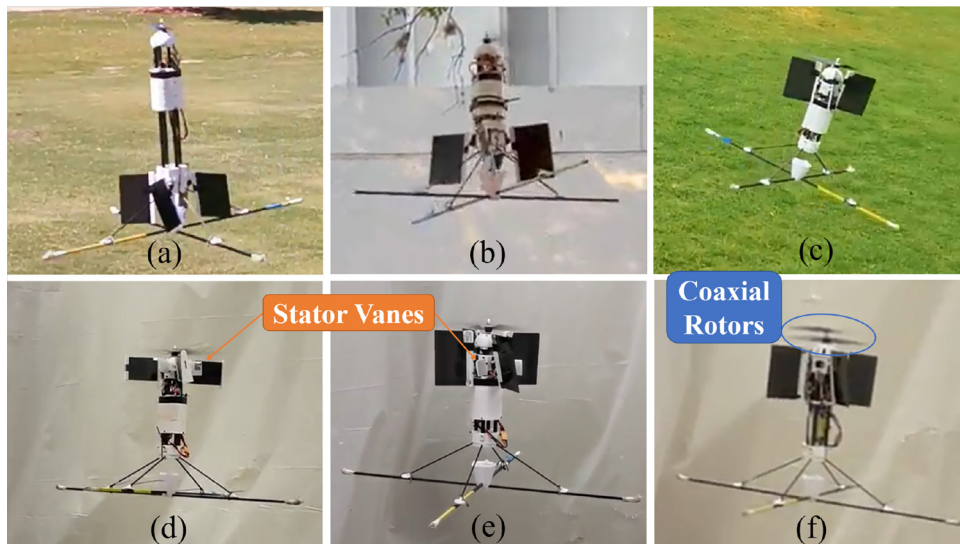 (a)
(b)
(c)
Stator Vanes
Coaxial
Rotors
(d)
(e)
(f)